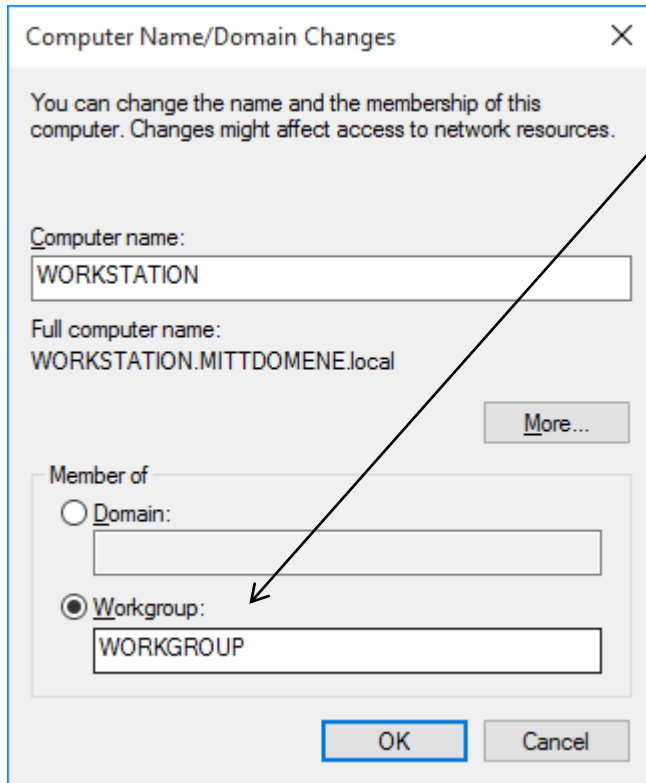 Computer Name/Domain Changes
You can change the name and the membership of this
computer. Changes might affect access to network resources.
Computer name:
WORKSTATION
Full computer name:
WORKSTATION.MITTDOMENE.local
More...
Member of
Domain:
Workgroup:
WORKGROUP
OK Cancel